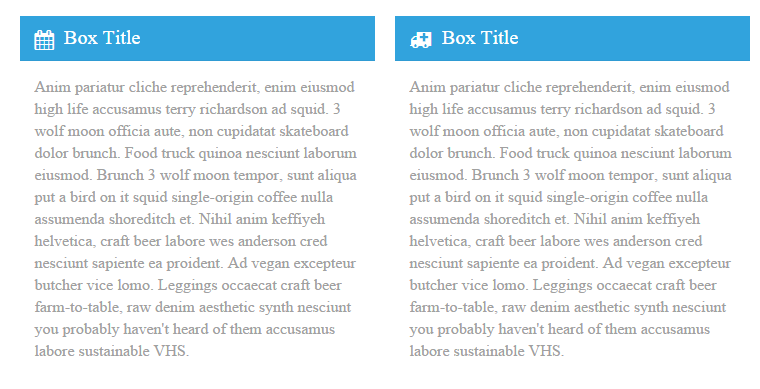 Box Title
Anim pariatur cliche reprehenderit, enim eiusmod
high life accusamus terry richardson ad squid. 3
wolf moon officia aute, non cupidatat skateboard
dolor brunch. Food truck quinoa nesciunt laborum
eiusmod. Brunch 3 wolf moon tempor, sunt aliqua
put a bird on it squid single-origin coffee nulla
assumenda shoreditch et. Nihil anim keffiyeh
helvetica, craft beer labore wes anderson cred
nesciunt sapiente ea proident. Ad vegan excepteur
butcher vice lomo. Leggings occaecat craft beer
farm-to-table, raw denim aesthetic synth nesciunt
you probably haven't heard of them accusamus
labore sustainable VHS.
Box Title
Anim pariatur cliche reprehenderit, enim eiusmod
high life accusamus terry richardson ad squid. 3
wolf moon officia aute, non cupidatat skateboard
dolor brunch. Food truck quinoa nesciunt laborum
eiusmod. Brunch 3 wolf moon tempor, sunt aliqua
put a bird on it squid single-origin coffee nulla
assumenda shoreditch et. Nihil anim keffiyeh
helvetica, craft beer labore wes anderson cred
nesciunt sapiente ea proident. Ad vegan excepteur
butcher vice lomo. Leggings occaecat craft beer
farm-to-table, raw denim aesthetic synth nesciunt
you probably haven't heard of them accusamus
labore sustainable VHS.